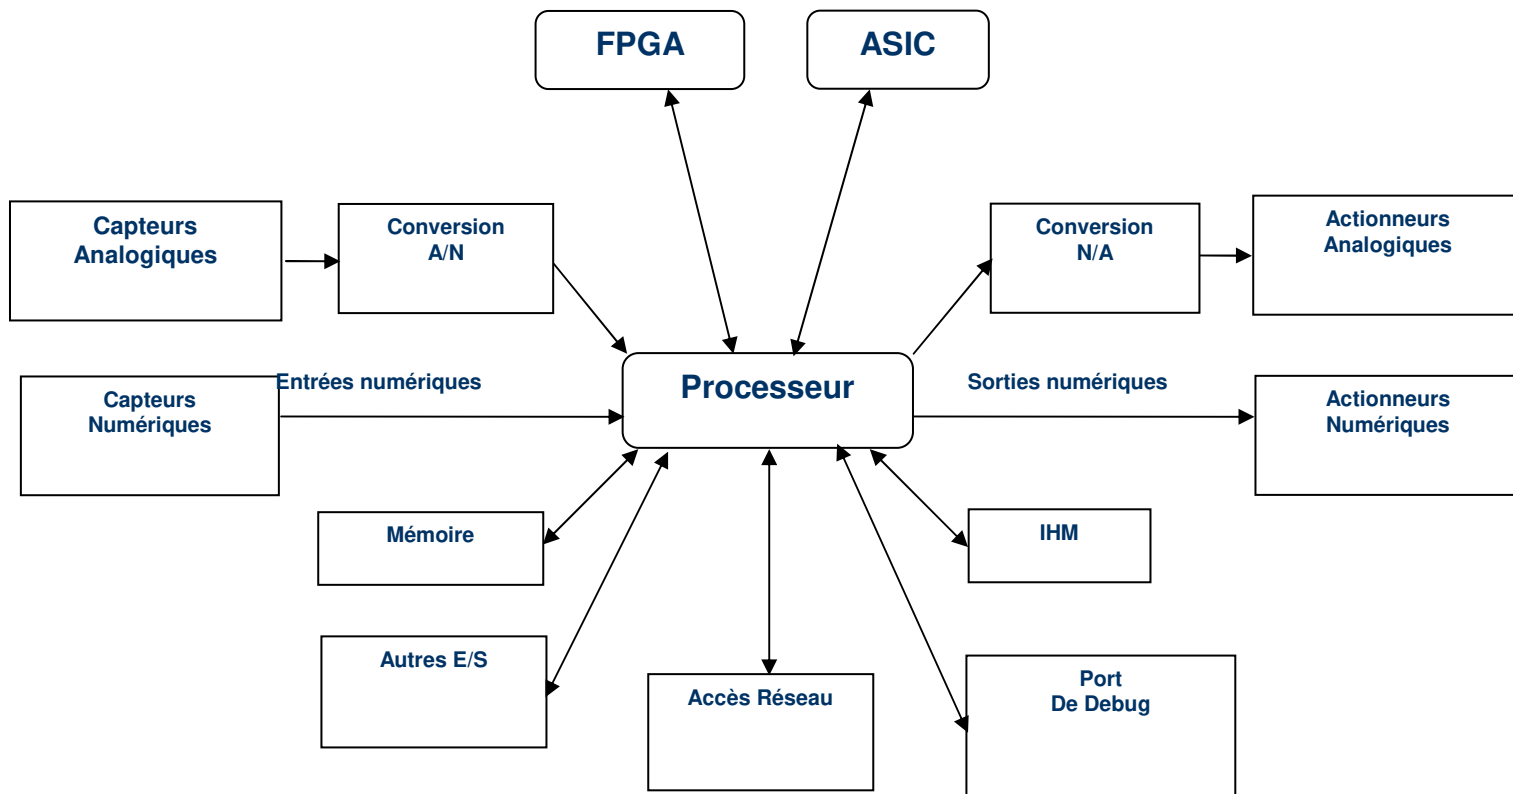 FPGA
ASIC
Capteurs
Analogiques
Conversion
A/N
Conversion
N/A
Actionneurs
Analogiques
Capteurs
Numériques
Entrées numériques
Processeur
Sorties numériques
Actionneurs
Numériques
Mémoire
IHM
Autres E/S
Accès Réseau
Port
De Debug